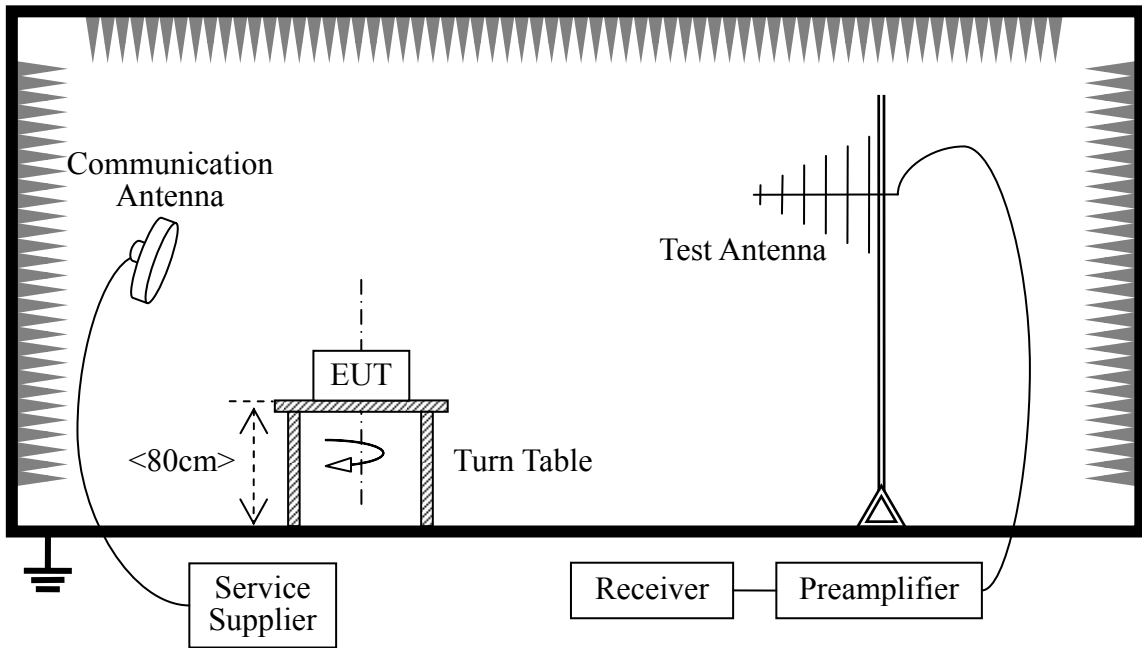 Communication
Antenna
Test Antenna
EUT
<80cm>
Turn Table
Service
Supplier
Receiver
Preamplifier